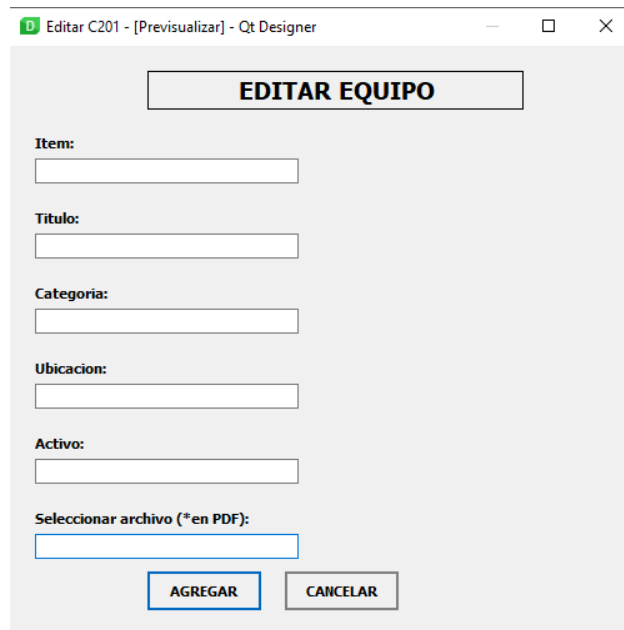 Editar C201 - [Previsualizar] - Qt Designer
EDITAR EQUIPO
Item:
Titulo:
Categoria:
Ubicacion:
Activo:
Seleccionar archivo (*en PDF):
AGREGAR CANCELAR